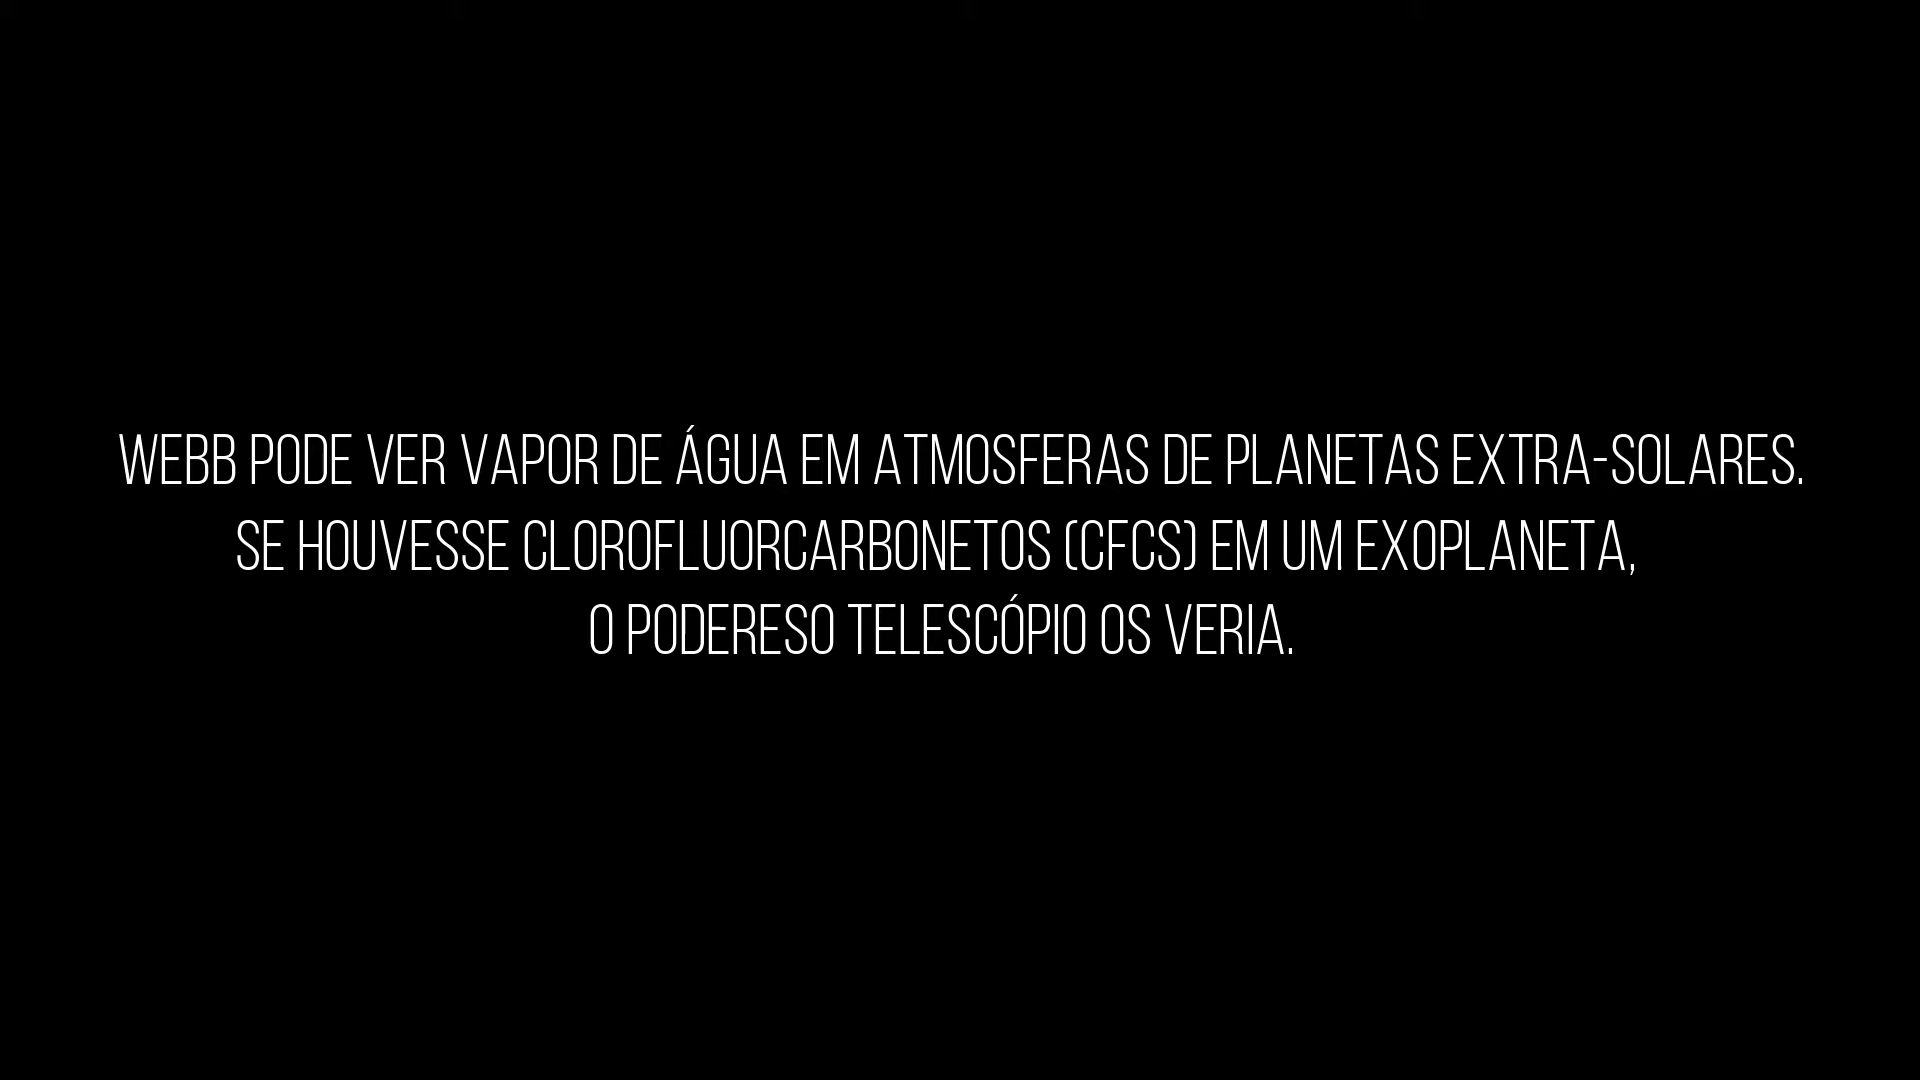 WEBB PODE VER VAPOR DE ÁGUA EM ATMOSFERAS DE PLANETAS EXTRA-SOLARES.
SE HOUVESSE CLOROFLUORCARBONETOS (CFCS) EM UM EXOPLANETA,
O PODERESO TELESCÓPIO OS VERIA.